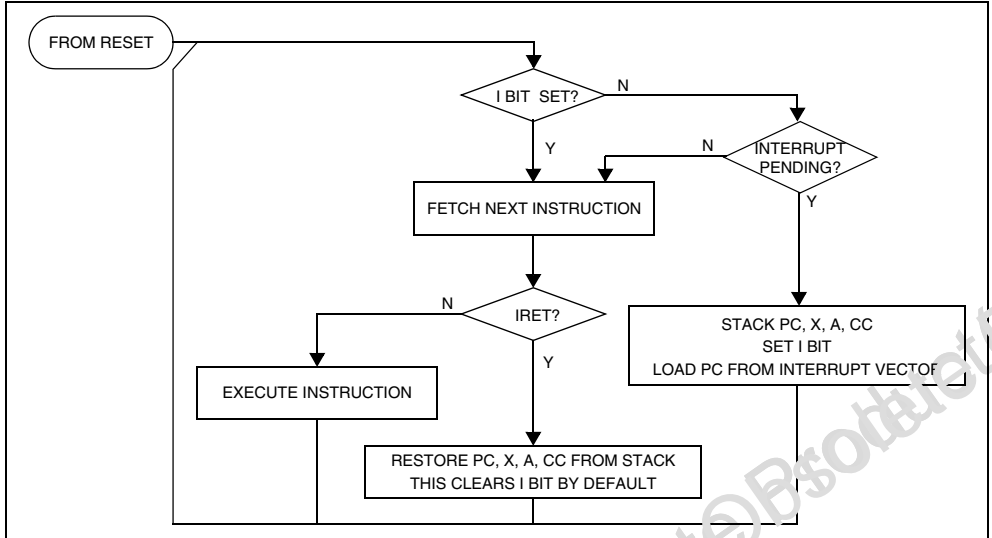 FROM RESET
I BIT SET?
N
Y
N
INTERRUPT
PENDING?
Y
FETCH NEXT INSTRUCTION
IRET?
N
Y
STACK PC, X, A, CC
SET I BIT
LOAD PC FROM INTERRUPT VECTOR
EXECUTE INSTRUCTION
RESTORE PC, X, A, CC FROM STACK
THIS CLEARS I BIT BY DEFAULT